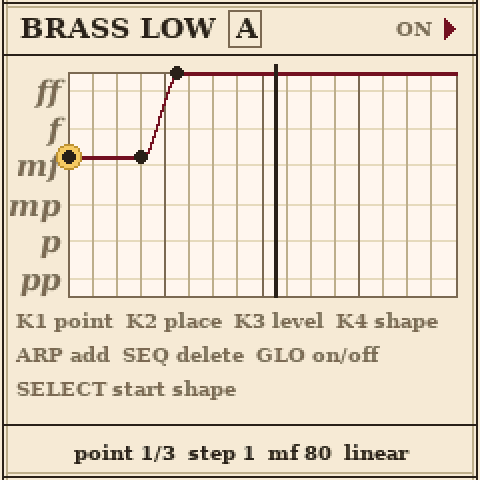 BRASS LOW A ON
ff
f
mf
mp
p
pp
K1 point K2 place K3 level K4 shape
ARP add SEQ delete GLO on/off
SELECT start shape
point 1/3 step 1 mf 80 linear